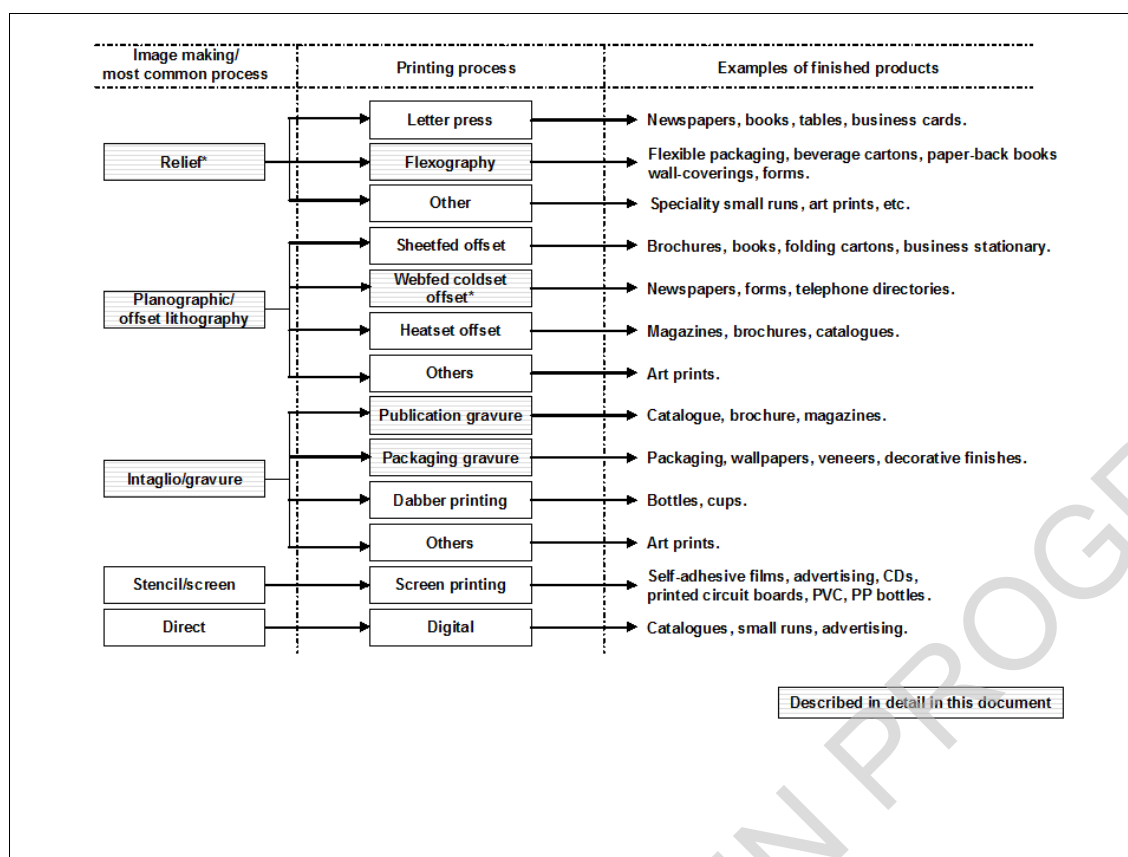 Image making/
most common process
Printing process
Examples of finished products
Relief*
Letter press
Newspapers, books, tables, business cards.
Flexography
Flexible packaging, beverage cartons, paper-back books
wall-coverings, forms.
Other
Speciality small runs, art prints, etc.
Planographic/
offset lithography
Sheetfed offset
Brochures, books, folding cartons, business stationary.
Webfed coldset
offset*
Newspapers, forms, telephone directories.
Heatset offset
Magazines, brochures, catalogues.
Others
Art prints.
Intaglio/gravure
Publication gravure
Catalogue, brochure, magazines.
Packaging gravure
Packaging, wallpapers, veneers, decorative finishes.
Dabber printing
Bottles, cups.
Others
Art prints.
Stencil/screen
Screen printing
Self-adhesive films, advertising, CDs,
printed circuit boards, PVC, PP bottles.
Direct
Digital
Catalogues, small runs, advertising.
Described in detail in this document
IN PROG